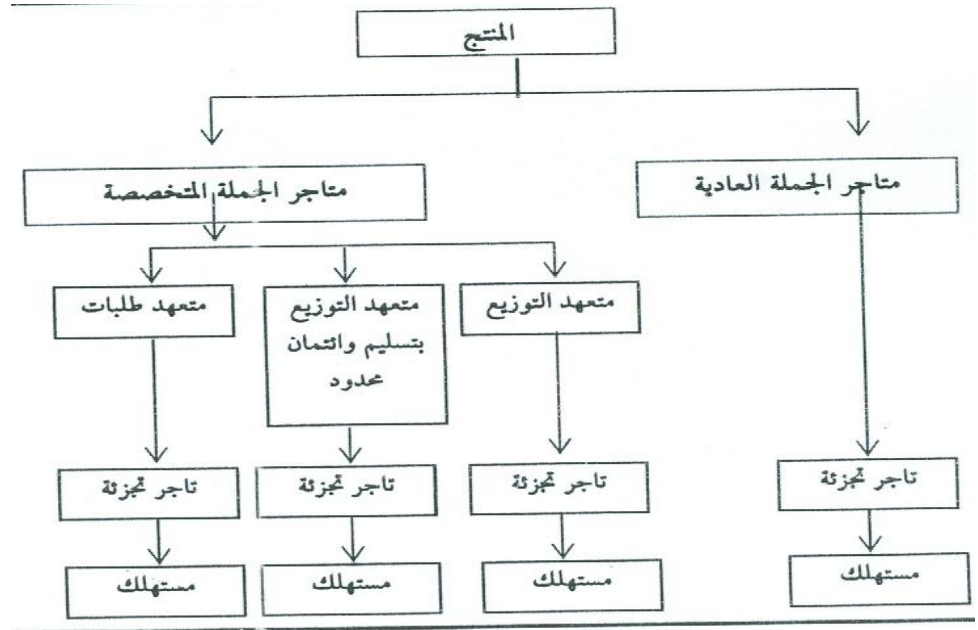 المنتج
متاجر الجملة العادية
متاجر الجملة المتخصصة
متعهد التوزيع
متعهد التوزيع
بتسليم وائتمان
محدود
متعهد طلبات
تاجر تجزئة
تاجر تجزئة
تاجر تجزئة
تاجر تجزئة
مستهلك
مستهلك
مستهلك
مستهلك